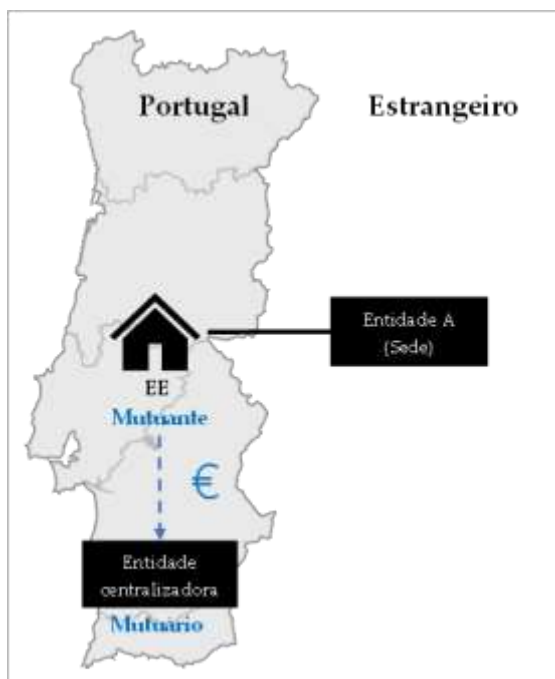 Portugal
Estrangeiro
Entidade A
(Sede)
EE
Mutuante
€
Entidade
centralizadora
Mutuário